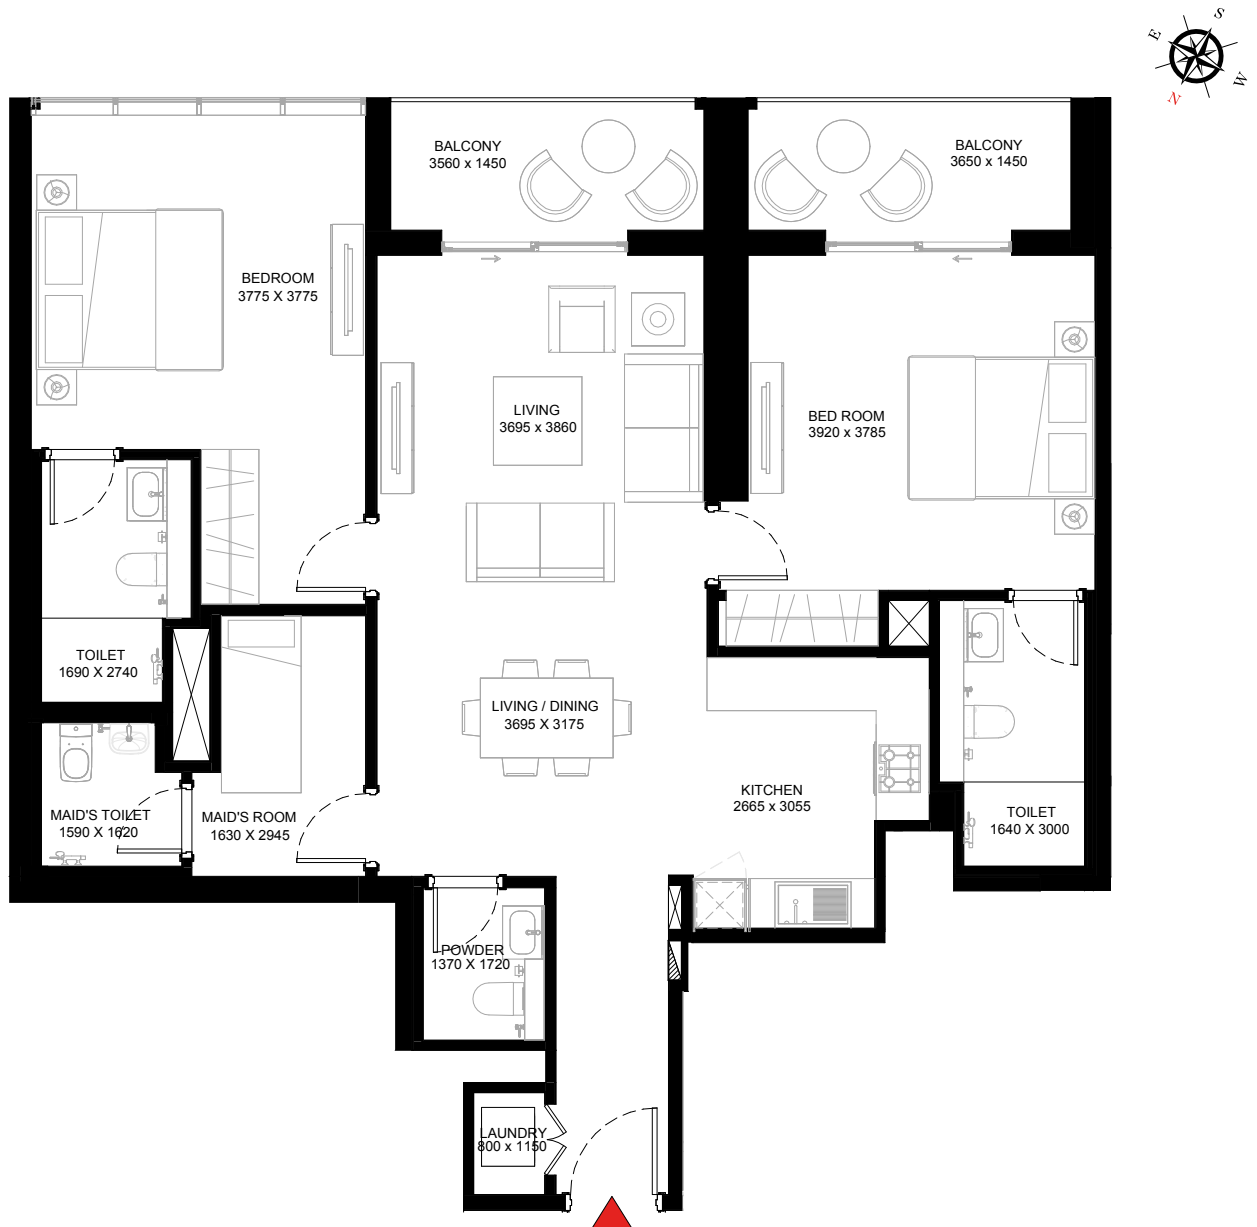 S
E
W
N
BALCONY
3560 x 1450
BALCONY
3650 x 1450
BEDROOM
3775 X 3775
LIVING
3695 x 3860
BED ROOM
3920 x 3785
TOILET
1690 X 2740
LIVING / DINING
3695 X 3175
KITCHEN
2665 x 3055
MAID'S TOILET
1590 X 1620
MAID'S ROOM
1630 X 2945
TOILET
1640 X 3000
POWDER
1370 X 1720
LAUNDRY
800 x 1150